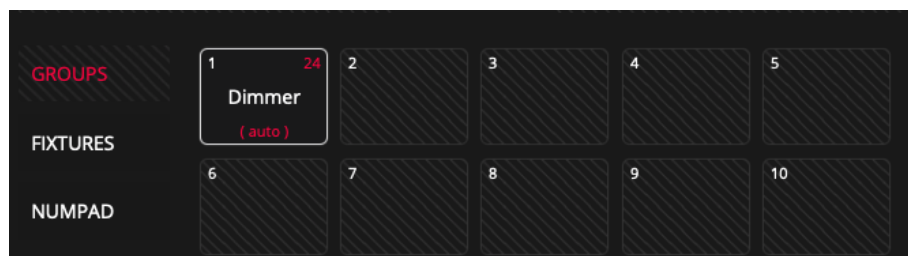 GROUPS
FIXTURES
NUMPAD
1 24
Dimmer
( auto )
2
3
4
5
6
7
8
9
10